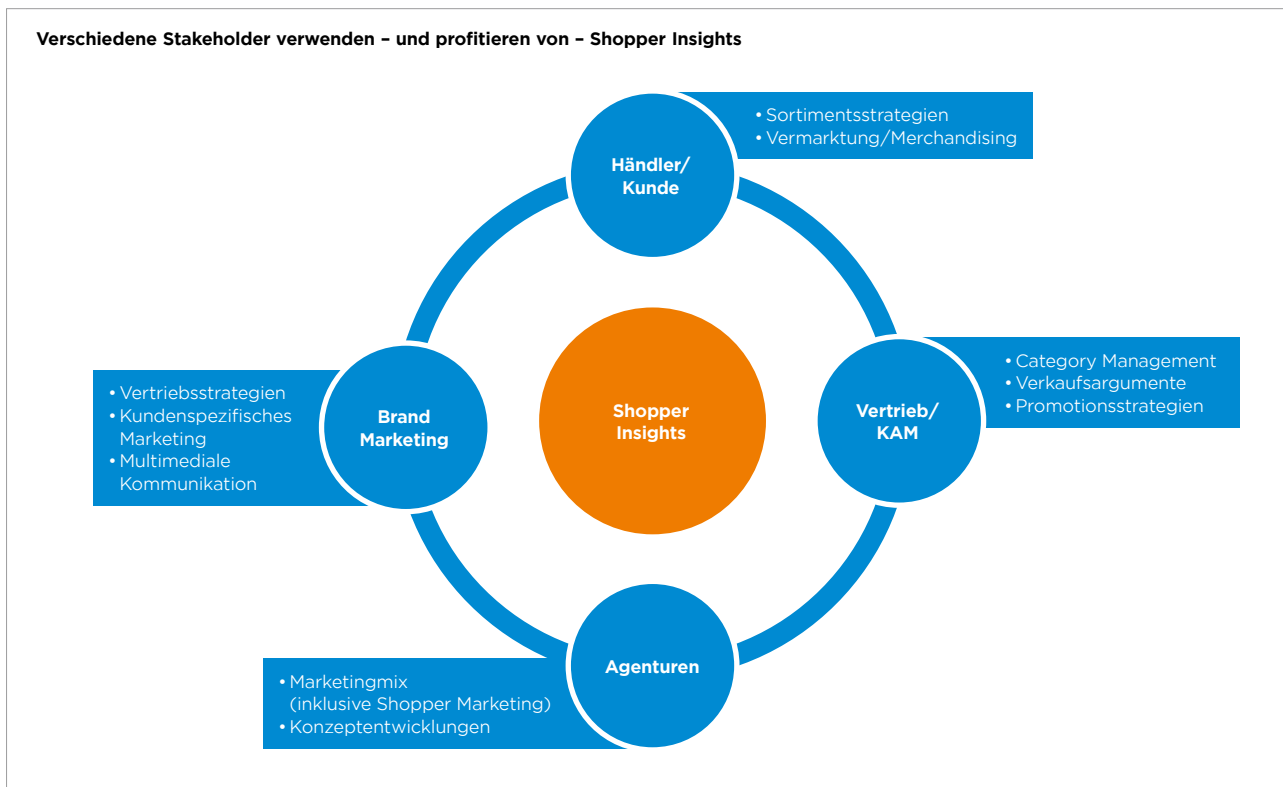 Verschiedene Stakeholder verwenden – und profitieren von – Shopper Insights
Händler/
Kunde
• Sortimentsstrategien
• Vermarktung/Merchandising
Shopper
Insights
Vertrieb/
KAM
• Category Management
• Verkaufsargumente
• Promotionsstrategien
Agenturen
• Marketingmix
(inklusive Shopper Marketing)
• Konzeptentwicklungen
Brand
Marketing
• Vertriebsstrategien
• Kundenspezifisches
Marketing
• Multimediale
Kommunikation